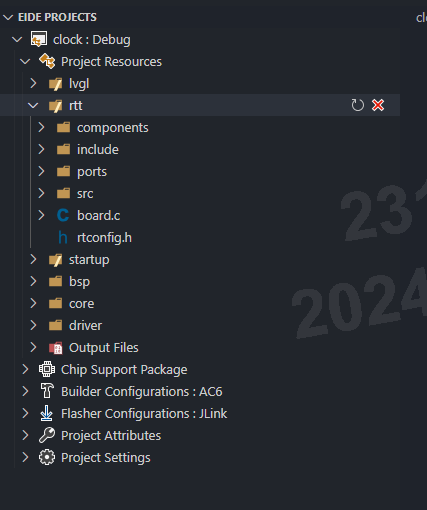 EIDE PROJECTS
clock : Debug
Project Resources
lvgl
rtt
components
include
ports
src
C board.c
h rtconfig.h
startup
bsp
core
driver
Output Files
Chip Support Package
Builder Configurations : AC6
Flasher Configurations : JLink
Project Attributes
Project Settings
231
2024